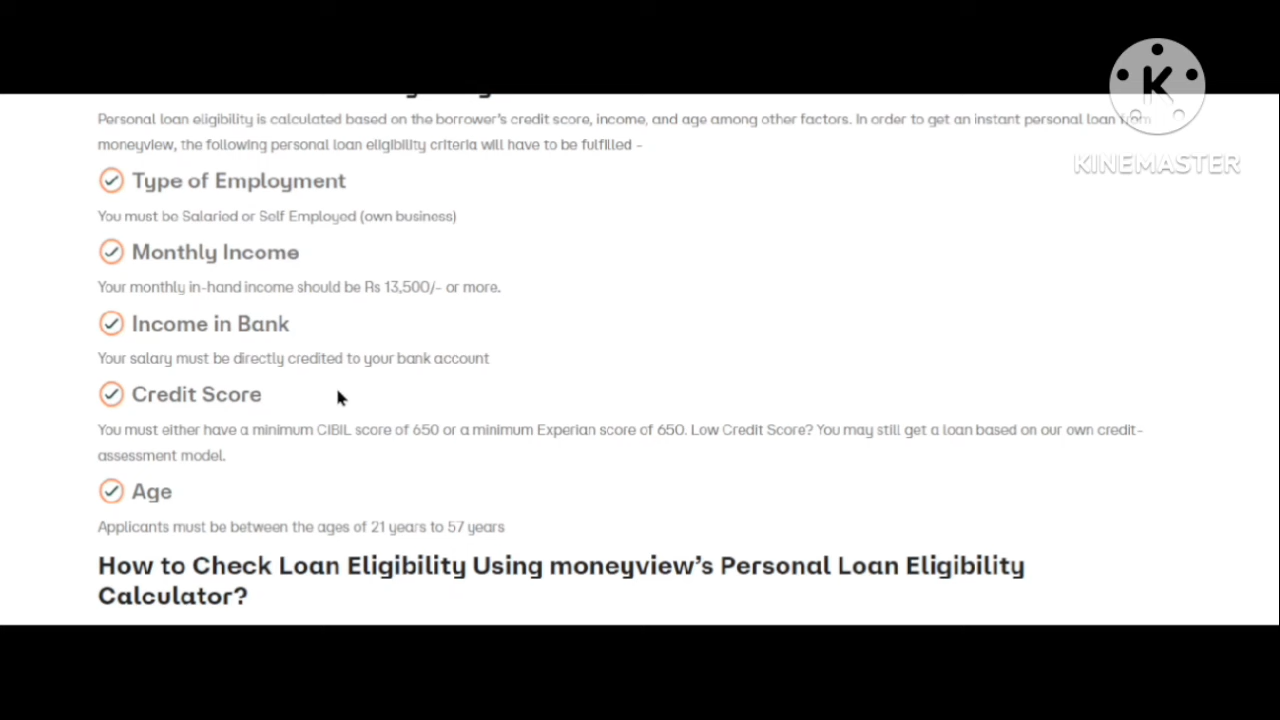 Personal loan eligibility is calculated based on the borrower's credit score, income, and age among other factors. In order to get an instant personal loan from
moneyview, the following personal loan eligibility criteria will have to be fulfilled -
Type of Employment
You must be Salaried or Self Employed (own business)
Monthly Income
Your monthly in-hand income should be Rs 13,500/- or more.
Income in Bank
Your salary must be directly credited to your bank account
Credit Score
You must either have a minimum CIBIL score of 650 or a minimum Experian score of 650. Low Credit Score? You may still get a loan based on our own credit-
assessment model.
Age
Applicants must be between the ages of 21 years to 57 years
How to Check Loan Eligibility Using moneyview's Personal Loan Eligibility
Calculator?
K
KINEMASTER